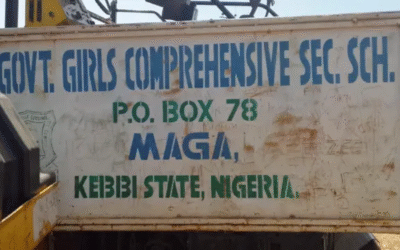 GOVT. GIRLS COMPREHENSIVE SEC. SCH.
P.O. BOX 78
MAGA,
KEBBI STATE, NIGERIA.